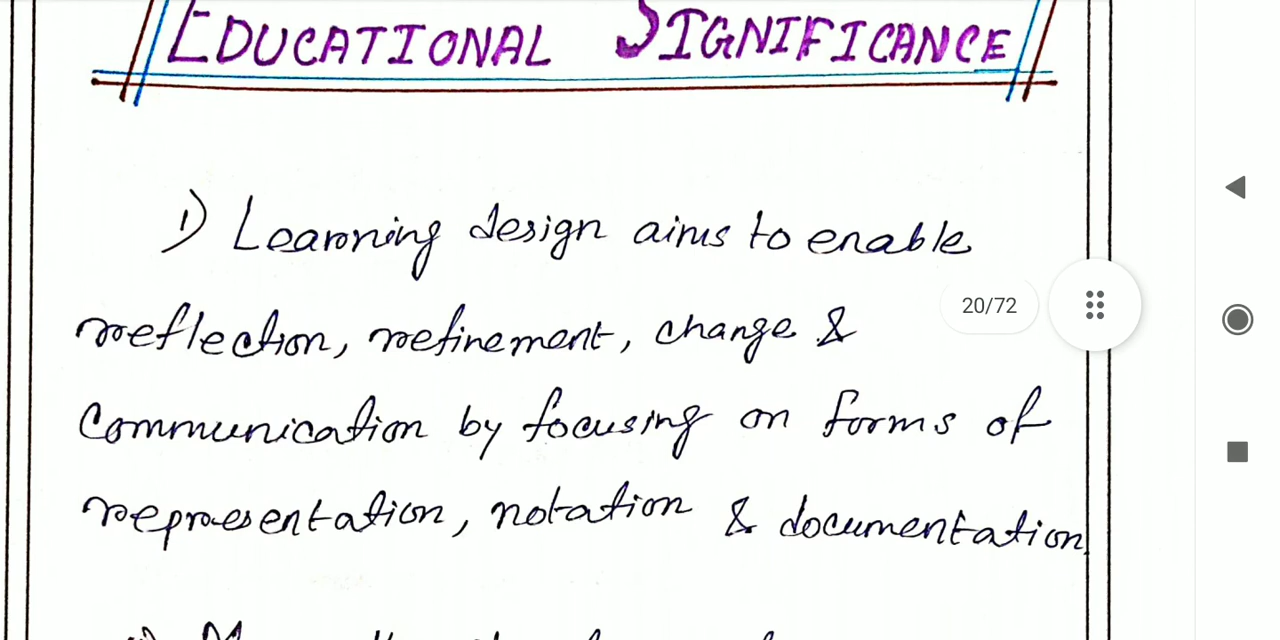 EDUCATIONAL SIGNIFICANCE
1) Learning design aims to enable
20/72
reflection, refinement, change &
Communication by focusing on forms of
representation, notation & documentation